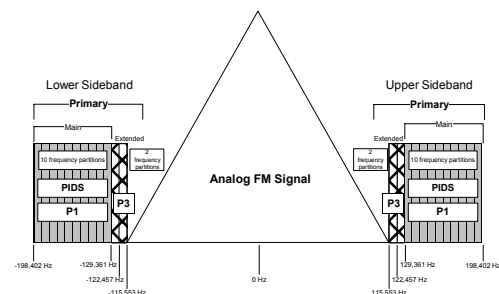 Lower Sideband
Upper Sideband
Primary
Primary
Main
Main
Extended
Extended
10 frequency partitions
2 frequency partitions
2 frequency partitions
10 frequency partitions
Analog FM Signal
PIDS
PIDS
P3
P3
P1
P1
-198,402 Hz
-129,361 Hz
-122,457 Hz
-115,553 Hz
0 Hz
115,553 Hz
122,457 Hz
129,361 Hz
198,402 Hz